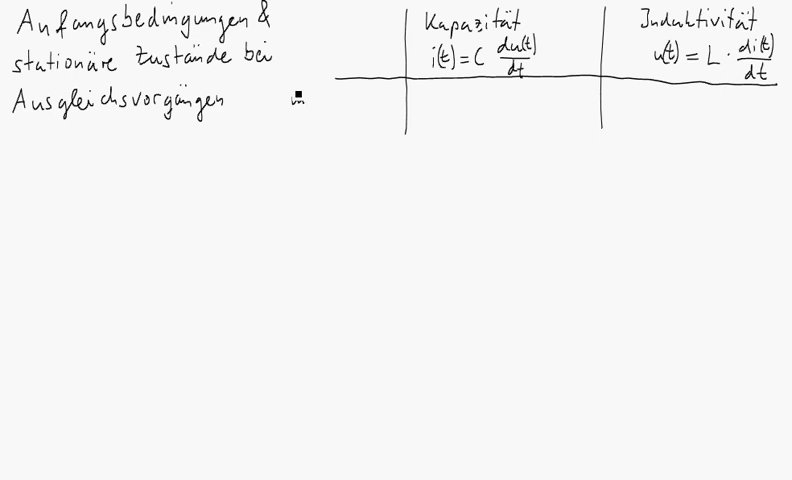 Anfangsbedingungen &
stationäre Zustände bei
Ausgleichsvorgängen
Kapazität
i(t) = C du(t)/dt
Induktivität
u(t) = L · di(t)/dt